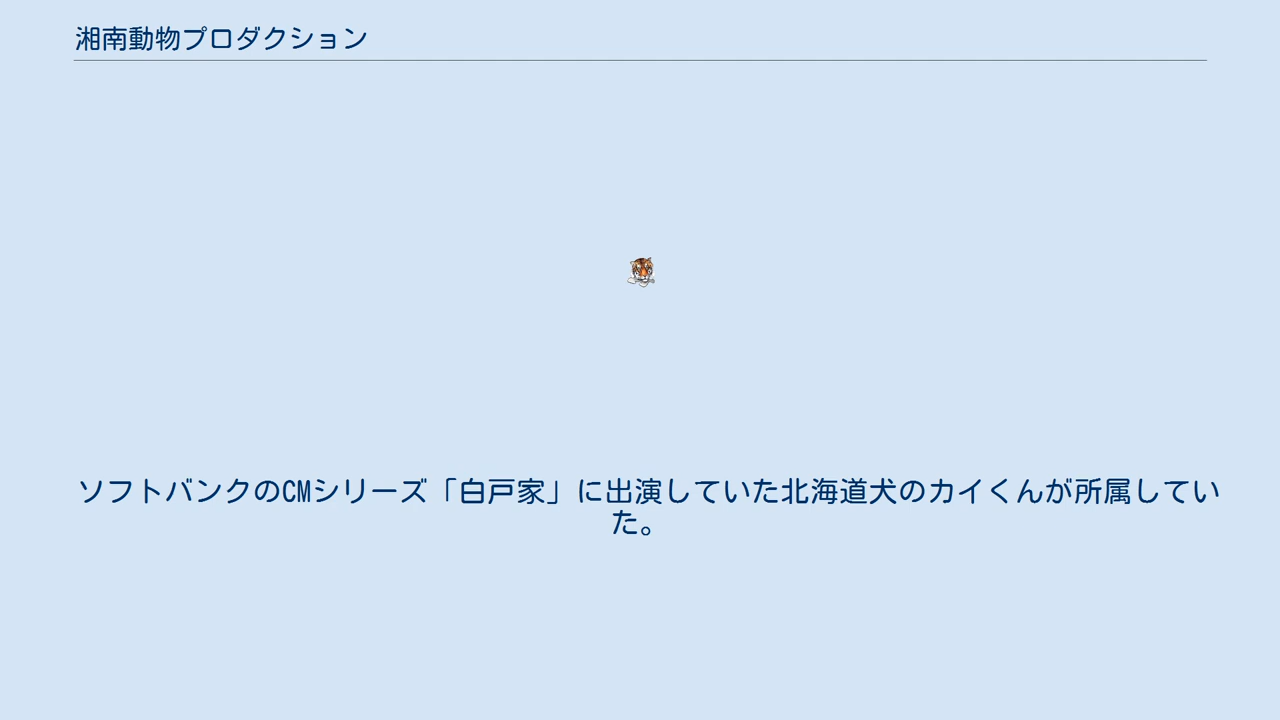 湘南動物プロダクション
ソフトバンクのCMシリーズ「白戸家」に出演していた北海道犬のカイくんが所属してい
た。